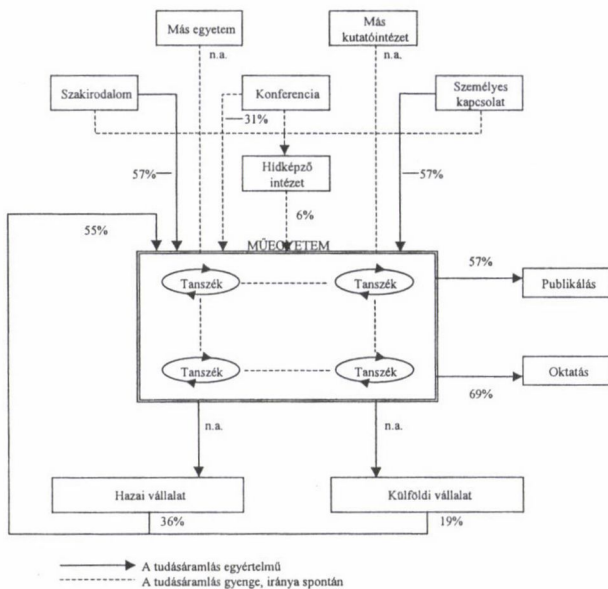 Más egyetem
Más
kutatóintézet
n.a.
n.a.
Szakirodalom
Konferencia
Személyes
kapcsolat
31%
57%
Hídképző
intézet
57%
55%
6%
MŰEGYETEM
Tanszék
Tanszék
57%
Publikálás
Tanszék
Tanszék
Oktatás
69%
n.a.
n.a.
Hazai vállalat
Külföldi vállalat
36%
19%
A tudásáramlás egyértelmű
A tudásáramlás gyenge, iránya spontán